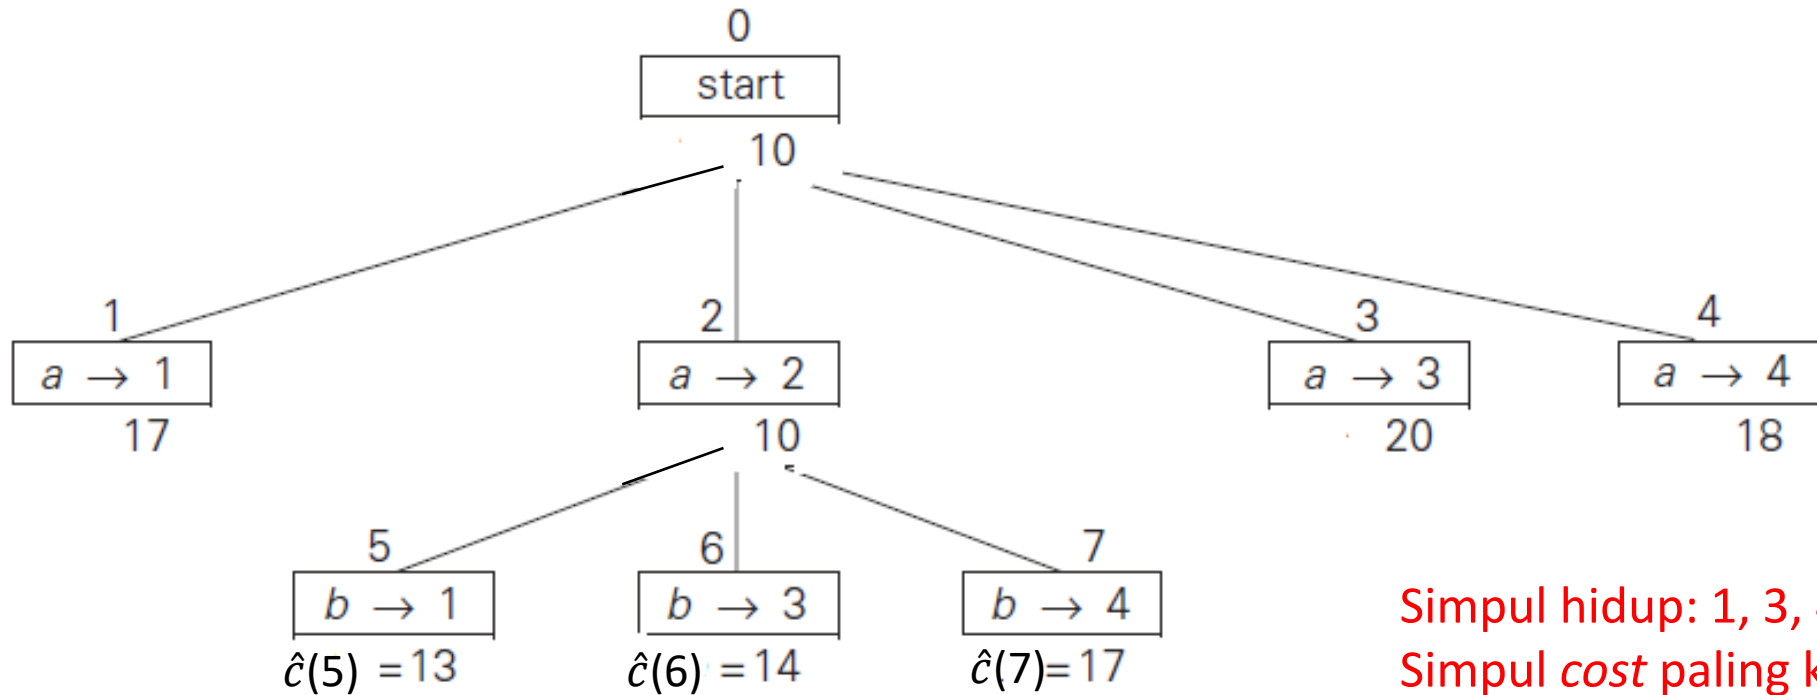 0
start
10
1 2 3 4
a → 1 a → 2 a → 3 a → 4
17 10 20 18
5 6 7
b → 1 b → 3 b → 4
ĉ(5) =13 ĉ(6) =14 ĉ(7)=17
Simpul hidup: 1, 3,
Simpul cost paling